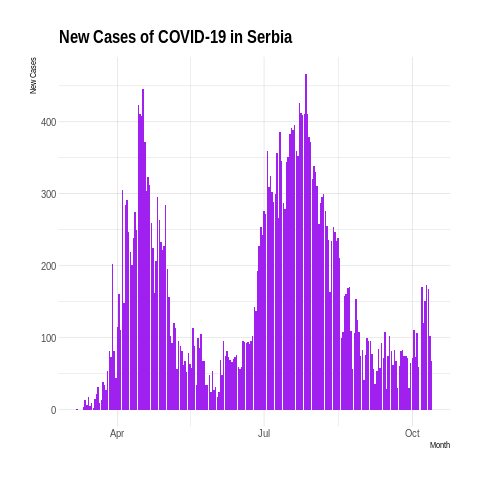 New Cases of COVID-19 in Serbia
New Cases
400
300
200
100
0
Apr
Jul
Oct
Month